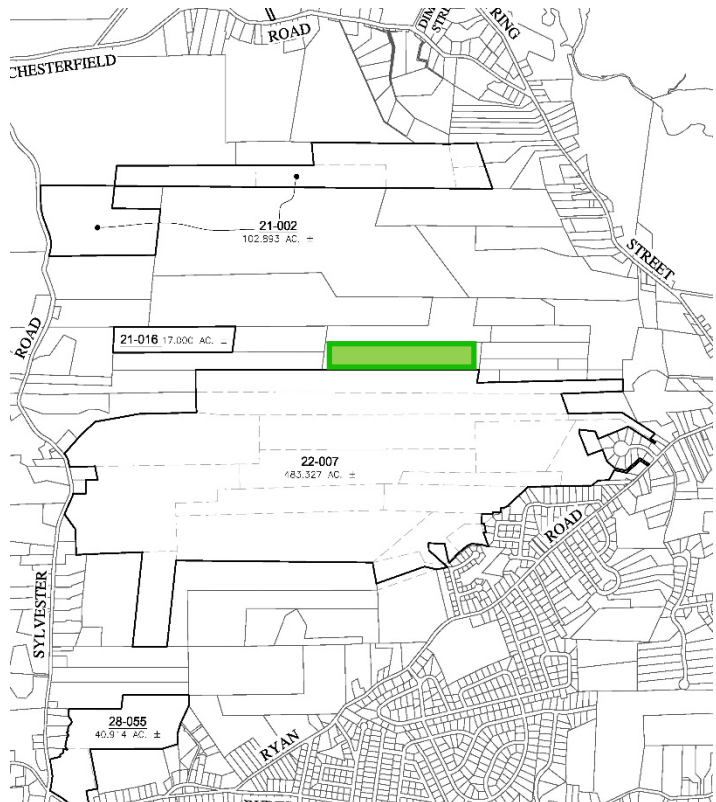 ROAD
CHESTERFIELD
RING
STREET
21-002
102.893 AC. ±
ROAD
21-016 17.000 AC. ±
22-007
483.327 AC. ±
ROAD
SYLVESTER
28-055
40.914 AC. ±
RYAN